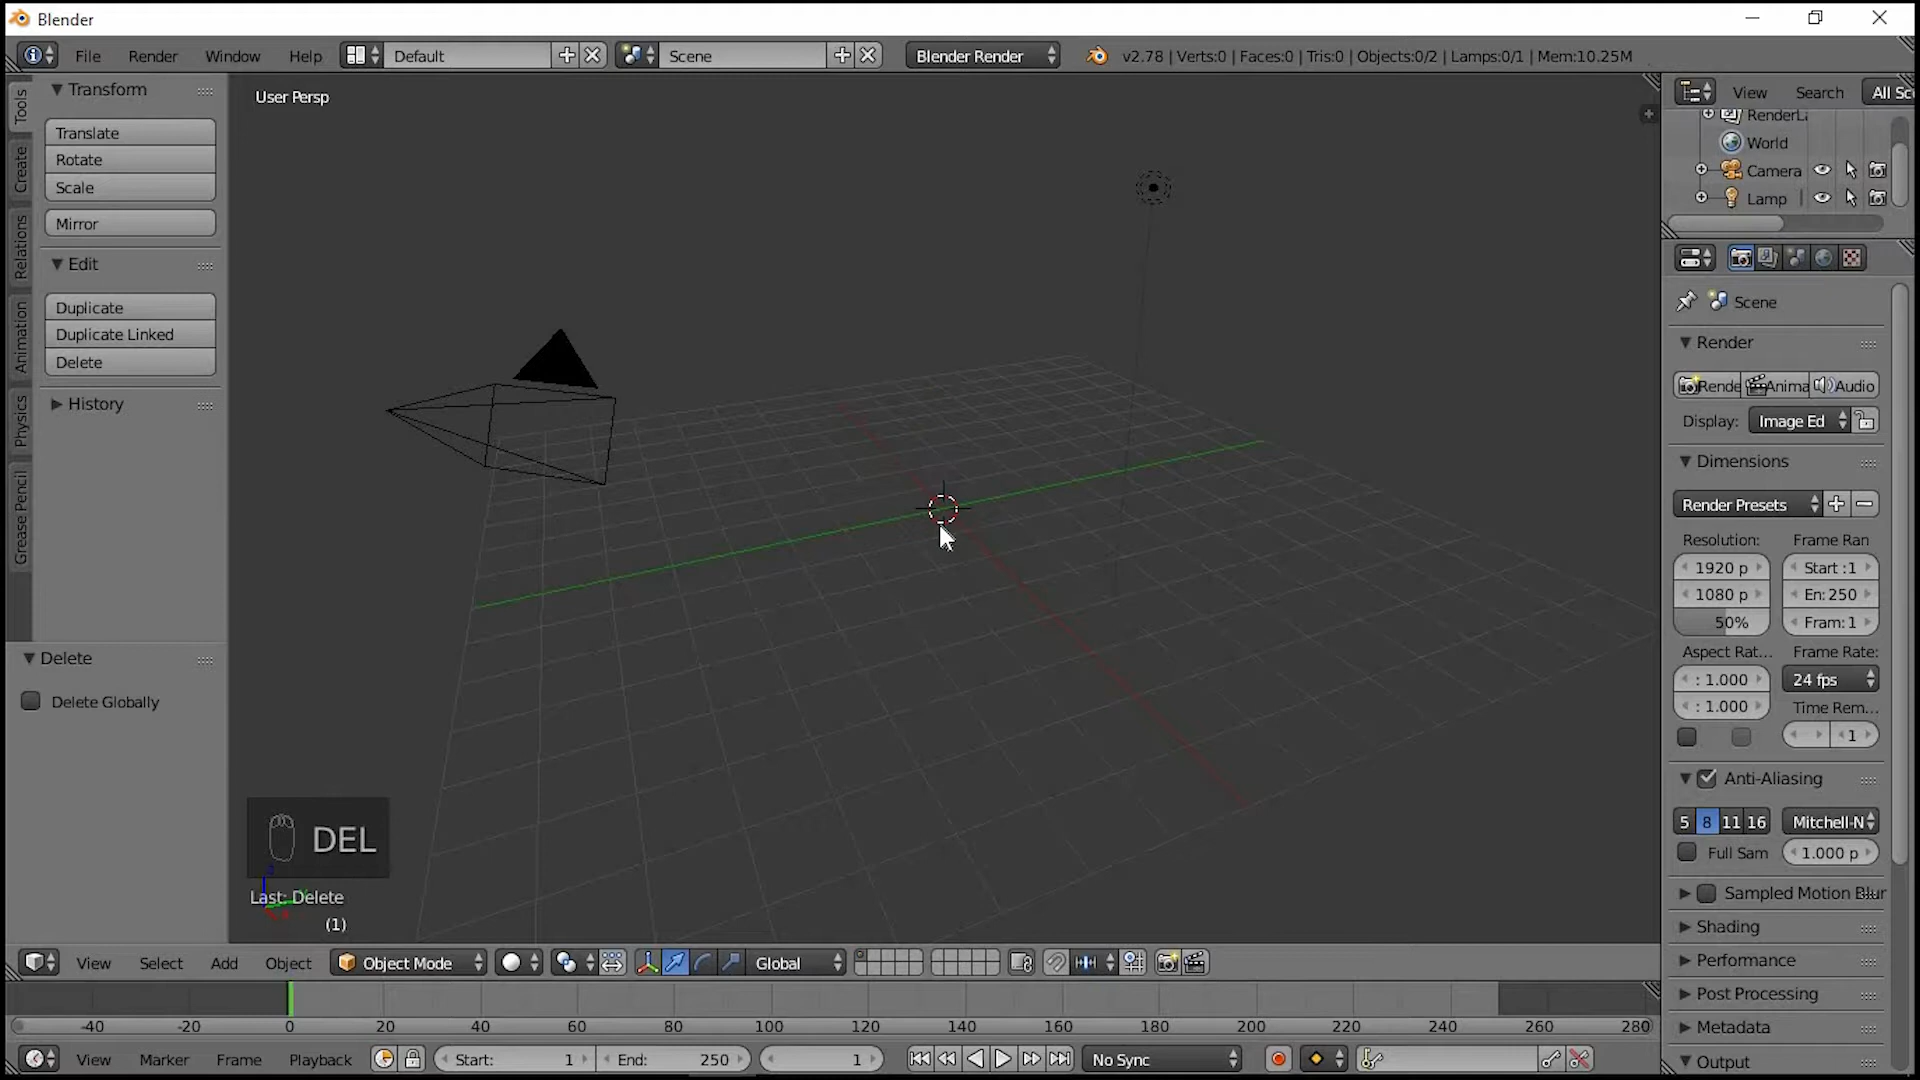 Blender
File Render Window Help Default Scene Blender Render v2.78 | Verts:0 | Faces:0 | Tris:0 | Objects:0/2 | Lamps:0/1 | Mem:10.25M
Tools
Create
Relations
Animation
Physics
Grease Pencil
Transform
Translate
Rotate
Scale
Mirror
Edit
Duplicate
Duplicate Linked
Delete
History
Delete
Delete Globally
User Persp
DEL
Last: Delete
(1)
View Search All Sc
RenderLa
World
Camera
Lamp
Scene
Render
Rende Anima Audio
Display: Image Ed
Dimensions
Render Presets
Resolution: Frame Ran
1920 p Start :1
1080 p En: 250
50% Fram: 1
Aspect Rat... Frame Rate:
: 1.000 24 fps
: 1.000 Time Rem...
1
Anti-Aliasing
5 8 11 16 Mitchell-N
Full Sam 1.000 p
Sampled Motion Blur
Shading
Performance
Post Processing
Metadata
Output
View Select Add Object Object Mode Global
-40 -20 0 20 40 60 80 100 120 140 160 180 200 220 240 260 280
View Marker Frame Playback Start: 1 End: 250 1 No Sync